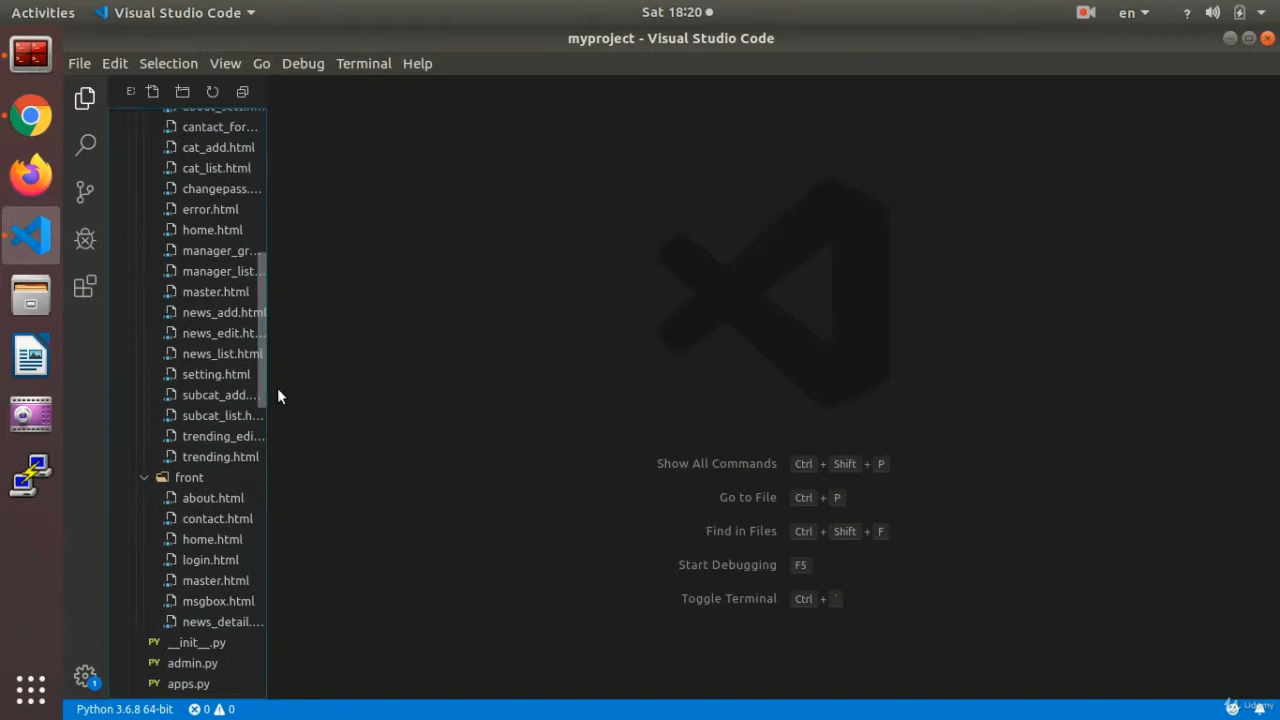 Activities
Visual Studio Code
Sat 18:20
en
?
myproject - Visual Studio Code
File Edit Selection View Go Debug Terminal Help
E:
cantact_for...
cat_add.html
cat_list.html
changepass....
error.html
home.html
manager_gr...
manager_list...
master.html
news_add.html
news_edit.ht...
news_list.html
setting.html
subcat_add....
subcat_list.h...
trending_edi...
trending.html
front
about.html
contact.html
home.html
login.html
master.html
msgbox.html
news_detail....
PY __init__.py
PY admin.py
PY apps.py
Show All Commands Ctrl + Shift + P
Go to File Ctrl + P
Find in Files Ctrl + Shift + F
Start Debugging F5
Toggle Terminal Ctrl + `
1
Python 3.6.8 64-bit
0
0
Udemy